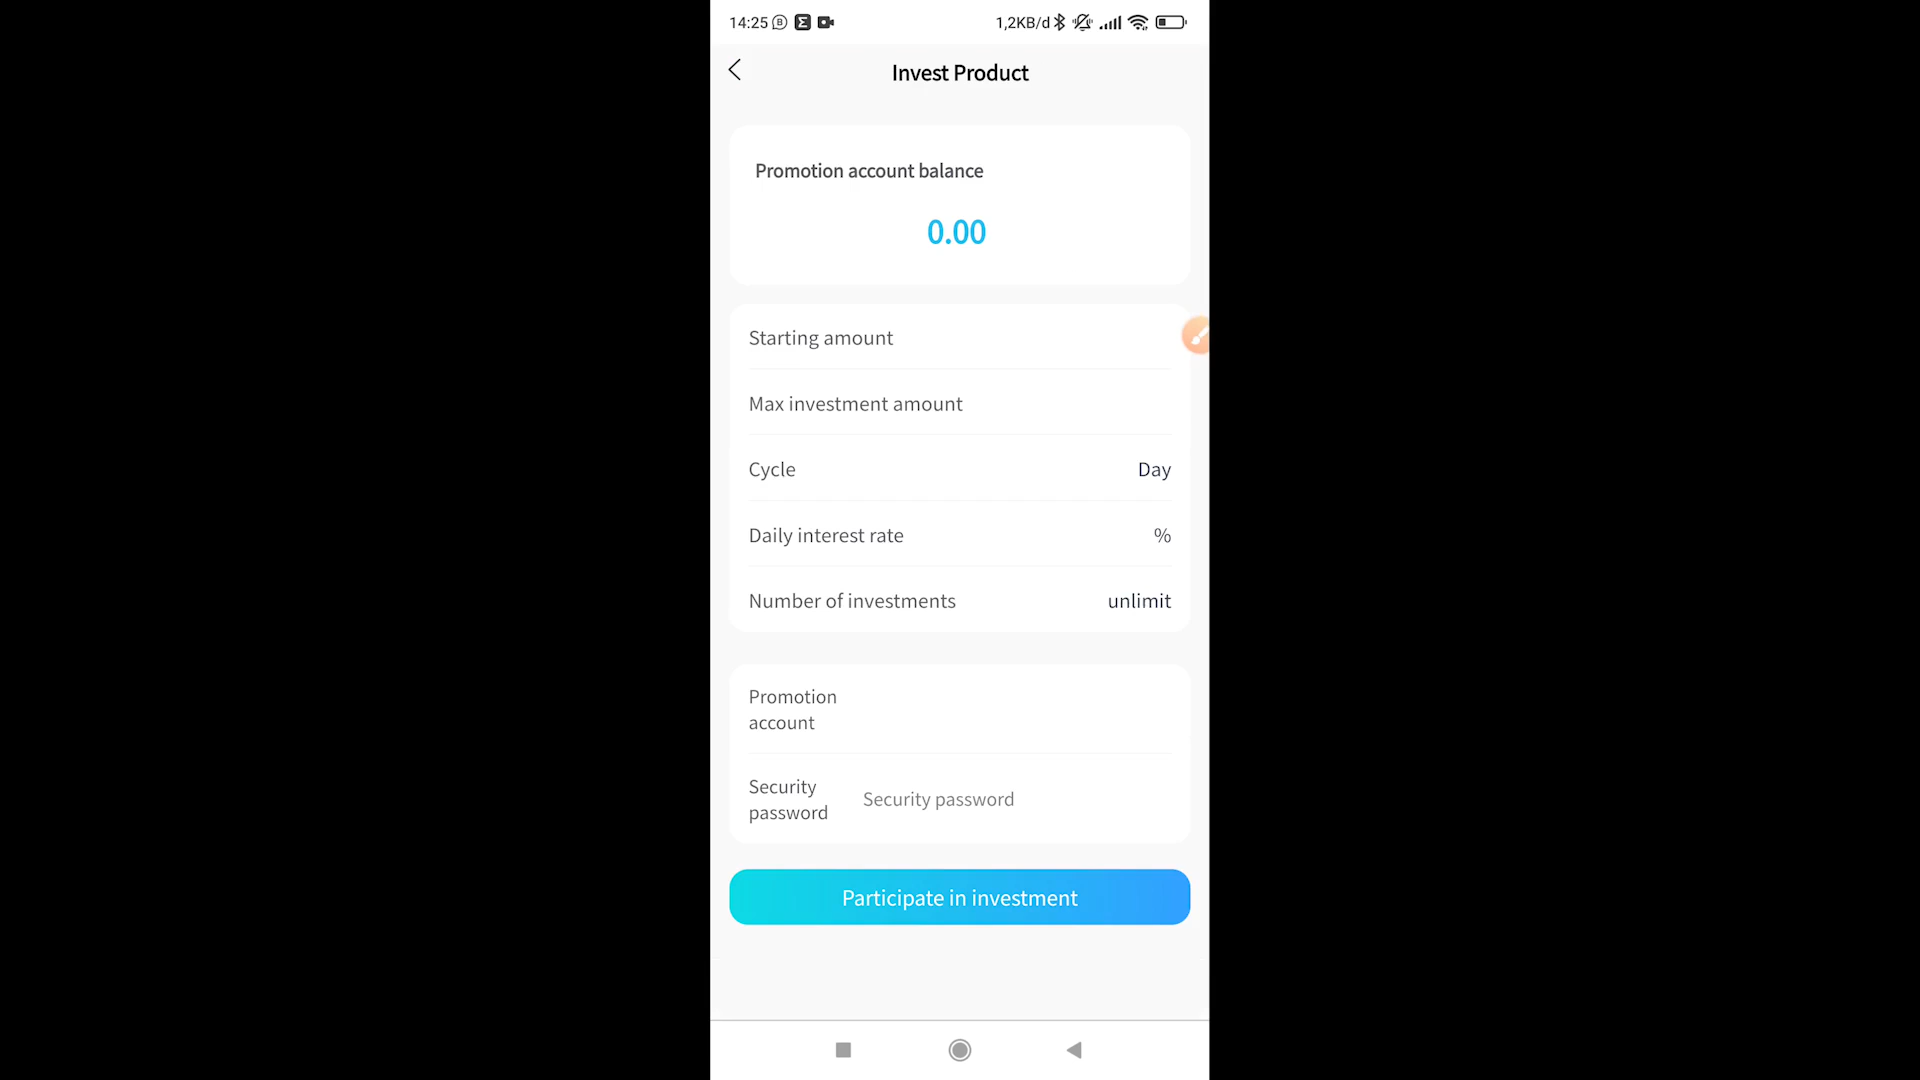 14:25 1,2KB/d
Invest Product
Promotion account balance
0.00
Starting amount
Max investment amount
Cycle Day
Daily interest rate %
Number of investments unlimit
Promotion
account
Security
password
Security password
Participate in investment